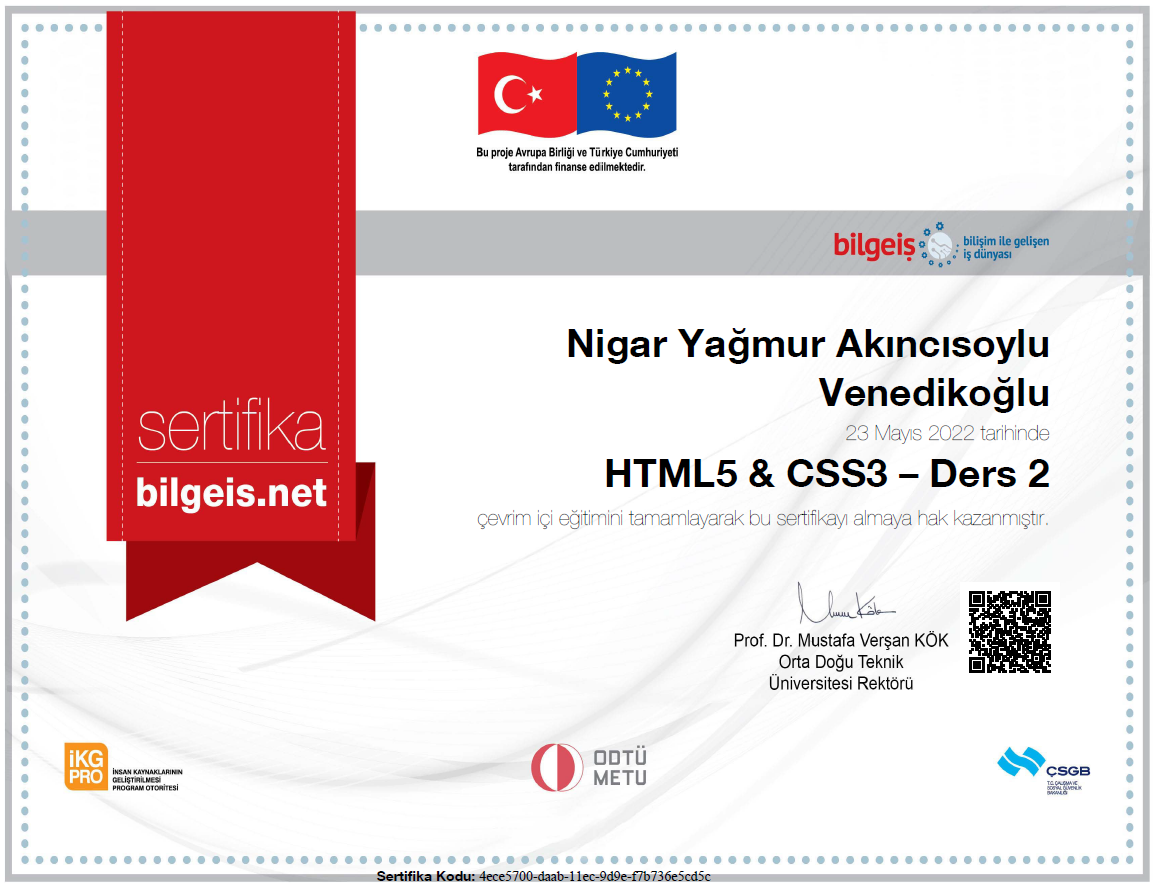 Bu proje Avrupa Birliği ve Türkiye Cumhuriyeti
tarafından finanse edilmektedir.
bilgeiş
bilişim ile gelişen
iş dünyası
Nigar Yağmur Akıncısoylu
Venedikoğlu
23 Mayıs 2022 tarihinde
HTML5 & CSS3 – Ders 2
çevrim içi eğitimini tamamlayarak bu sertifikayı almaya hak kazanmıştır.
sertifika
bilgeis.net
Prof. Dr. Mustafa Verşan KÖK
Orta Doğu Teknik
Üniversitesi Rektörü
iKG
PRO
İNSAN KAYNAKLARININ
GELİŞTİRİLMESİ
PROGRAM OTORİTESİ
ODTÜ
METU
ÇSGB
T.C. ÇALIŞMA VE
SOSYAL GÜVENLİK
BAKANLIĞI
Sertifika Kodu: 4ece5700-daab-11ec-9d9e-f7b736e5cd5c